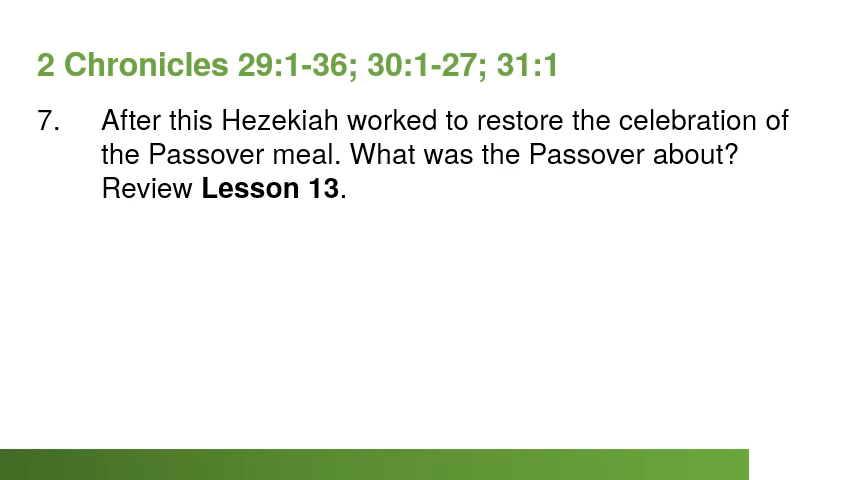 2 Chronicles 29:1-36; 30:1-27; 31:1
7. After this Hezekiah worked to restore the celebration of
the Passover meal. What was the Passover about?
Review Lesson 13.